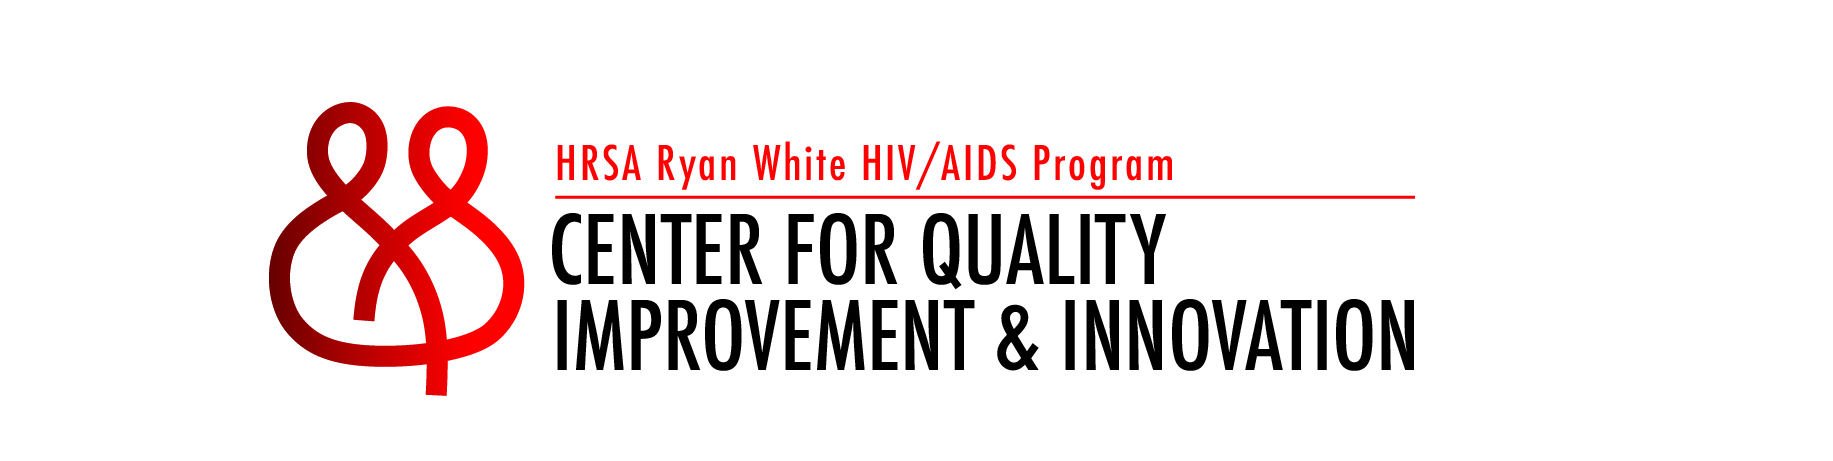 HRSA Ryan White HIV/AIDS Program
CENTER FOR QUALITY
IMPROVEMENT & INNOVATION